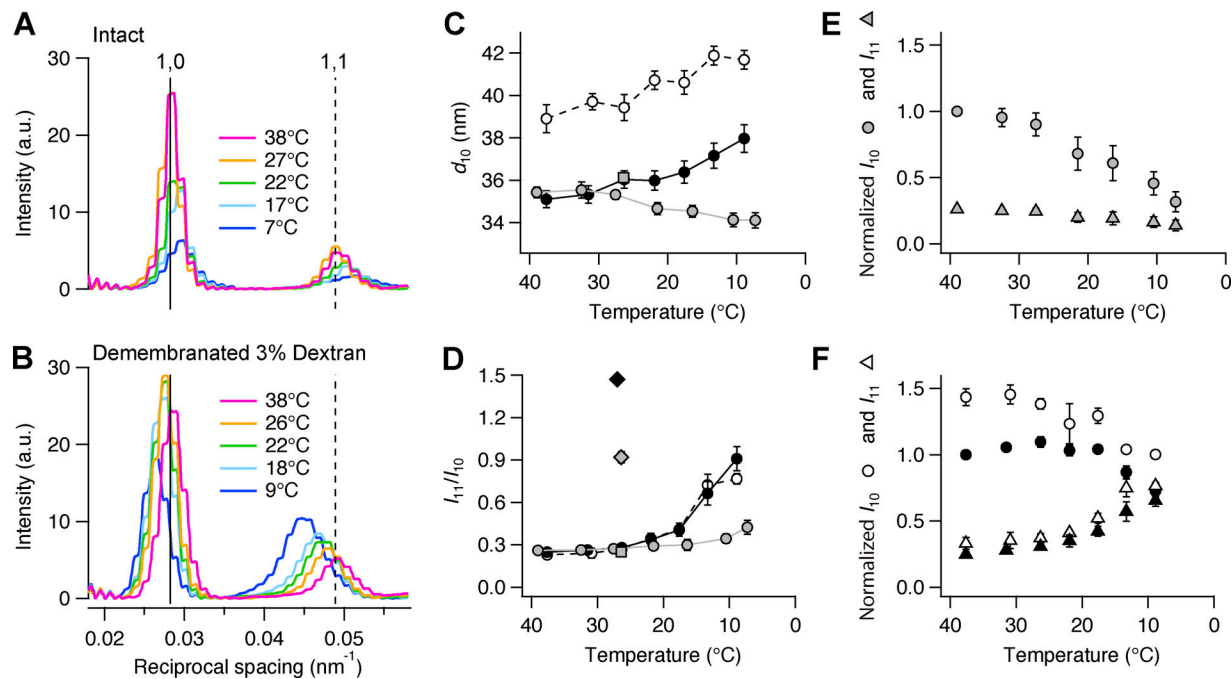 A
Intact
1,0
1,1
30
20
10
0
Intensity (a.u.)
38°C
27°C
22°C
17°C
7°C
B
Demembranated 3% Dextran
30
20
10
0
Intensity (a.u.)
38°C
26°C
22°C
18°C
9°C
0.02
0.03
0.04
0.05
Reciprocal spacing (nm⁻¹)
C
42
40
38
36
34
d₁₀ (nm)
40
30
20
10
0
Temperature (°C)
D
1.5
1.2
0.9
0.6
0.3
0.0
I₁₁/I₁₀
40
30
20
10
0
Temperature (°C)
E
1.5
1.0
0.5
0.0
Normalized I₁₀ and I₁₁
40
30
20
10
0
Temperature (°C)
F
1.5
1.0
0.5
0.0
Normalized I₁₀ and I₁₁
40
30
20
10
0
Temperature (°C)